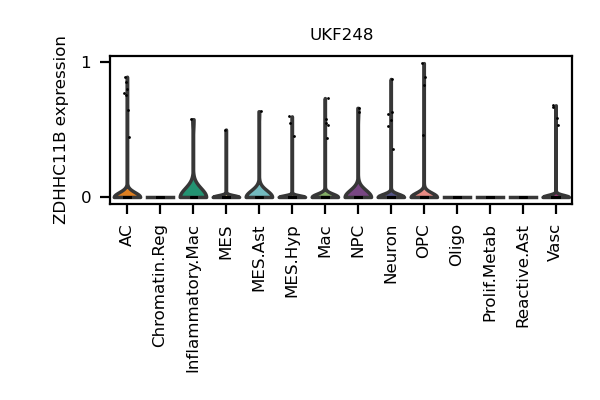 UKF248
ZDHHC11B expression
1
0
AC
Chromatin.Reg
Inflammatory.Mac
MES
MES.Ast
MES.Hyp
Mac
NPC
Neuron
OPC
Oligo
Prolif.Metab
Reactive.Ast
Vasc